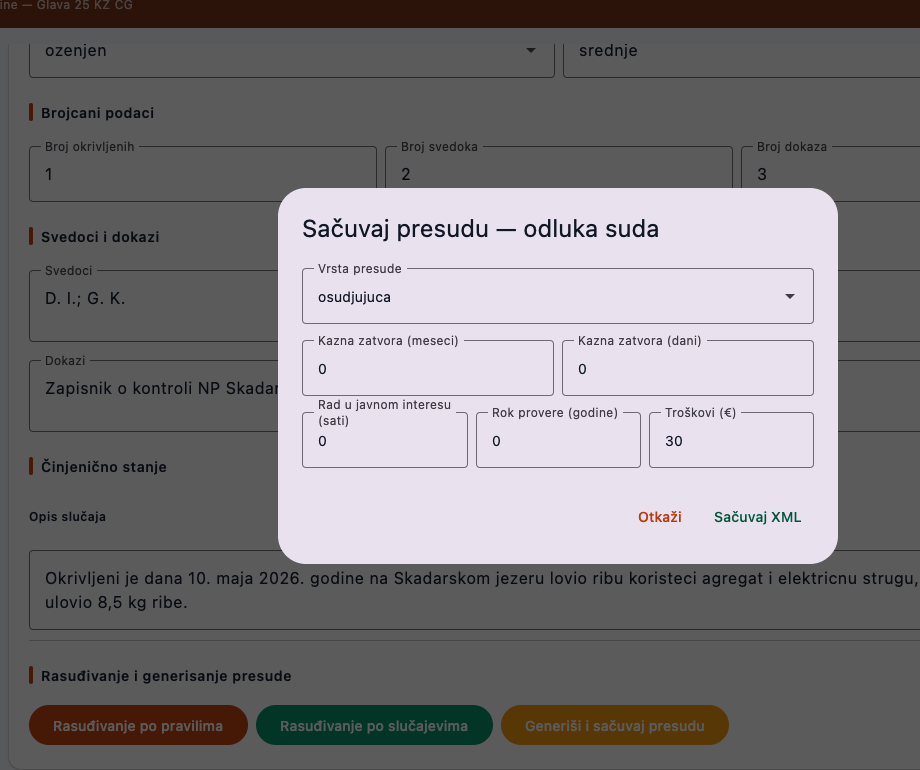 ine — Glava 25 KZ CG
ozenjen
srednje
Brojcani podaci
Broj okrivljenih
1
Broj svedoka
2
Broj dokaza
3
Svedoci i dokazi
Svedoci
D. I.; G. K.
Dokazi
Zapisnik o kontroli NP Skadar
Sačuvaj presudu — odluka suda
Vrsta presude
osudjujuca
Kazna zatvora (meseci)
0
Kazna zatvora (dani)
0
Rad u javnom interesu
(sati)
0
Rok provere (godine)
0
Troškovi (€)
30
Otkaži
Sačuvaj XML
Činjenično stanje
Opis slučaja
Okrivljeni je dana 10. maja 2026. godine na Skadarskom jezeru lovio ribu koristeci agregat i elektricnu strugu,
ulovio 8,5 kg ribe.
Rasuđivanje i generisanje presude
Rasuđivanje po pravilima
Rasuđivanje po slučajevima
Generiši i sačuvaj presudu